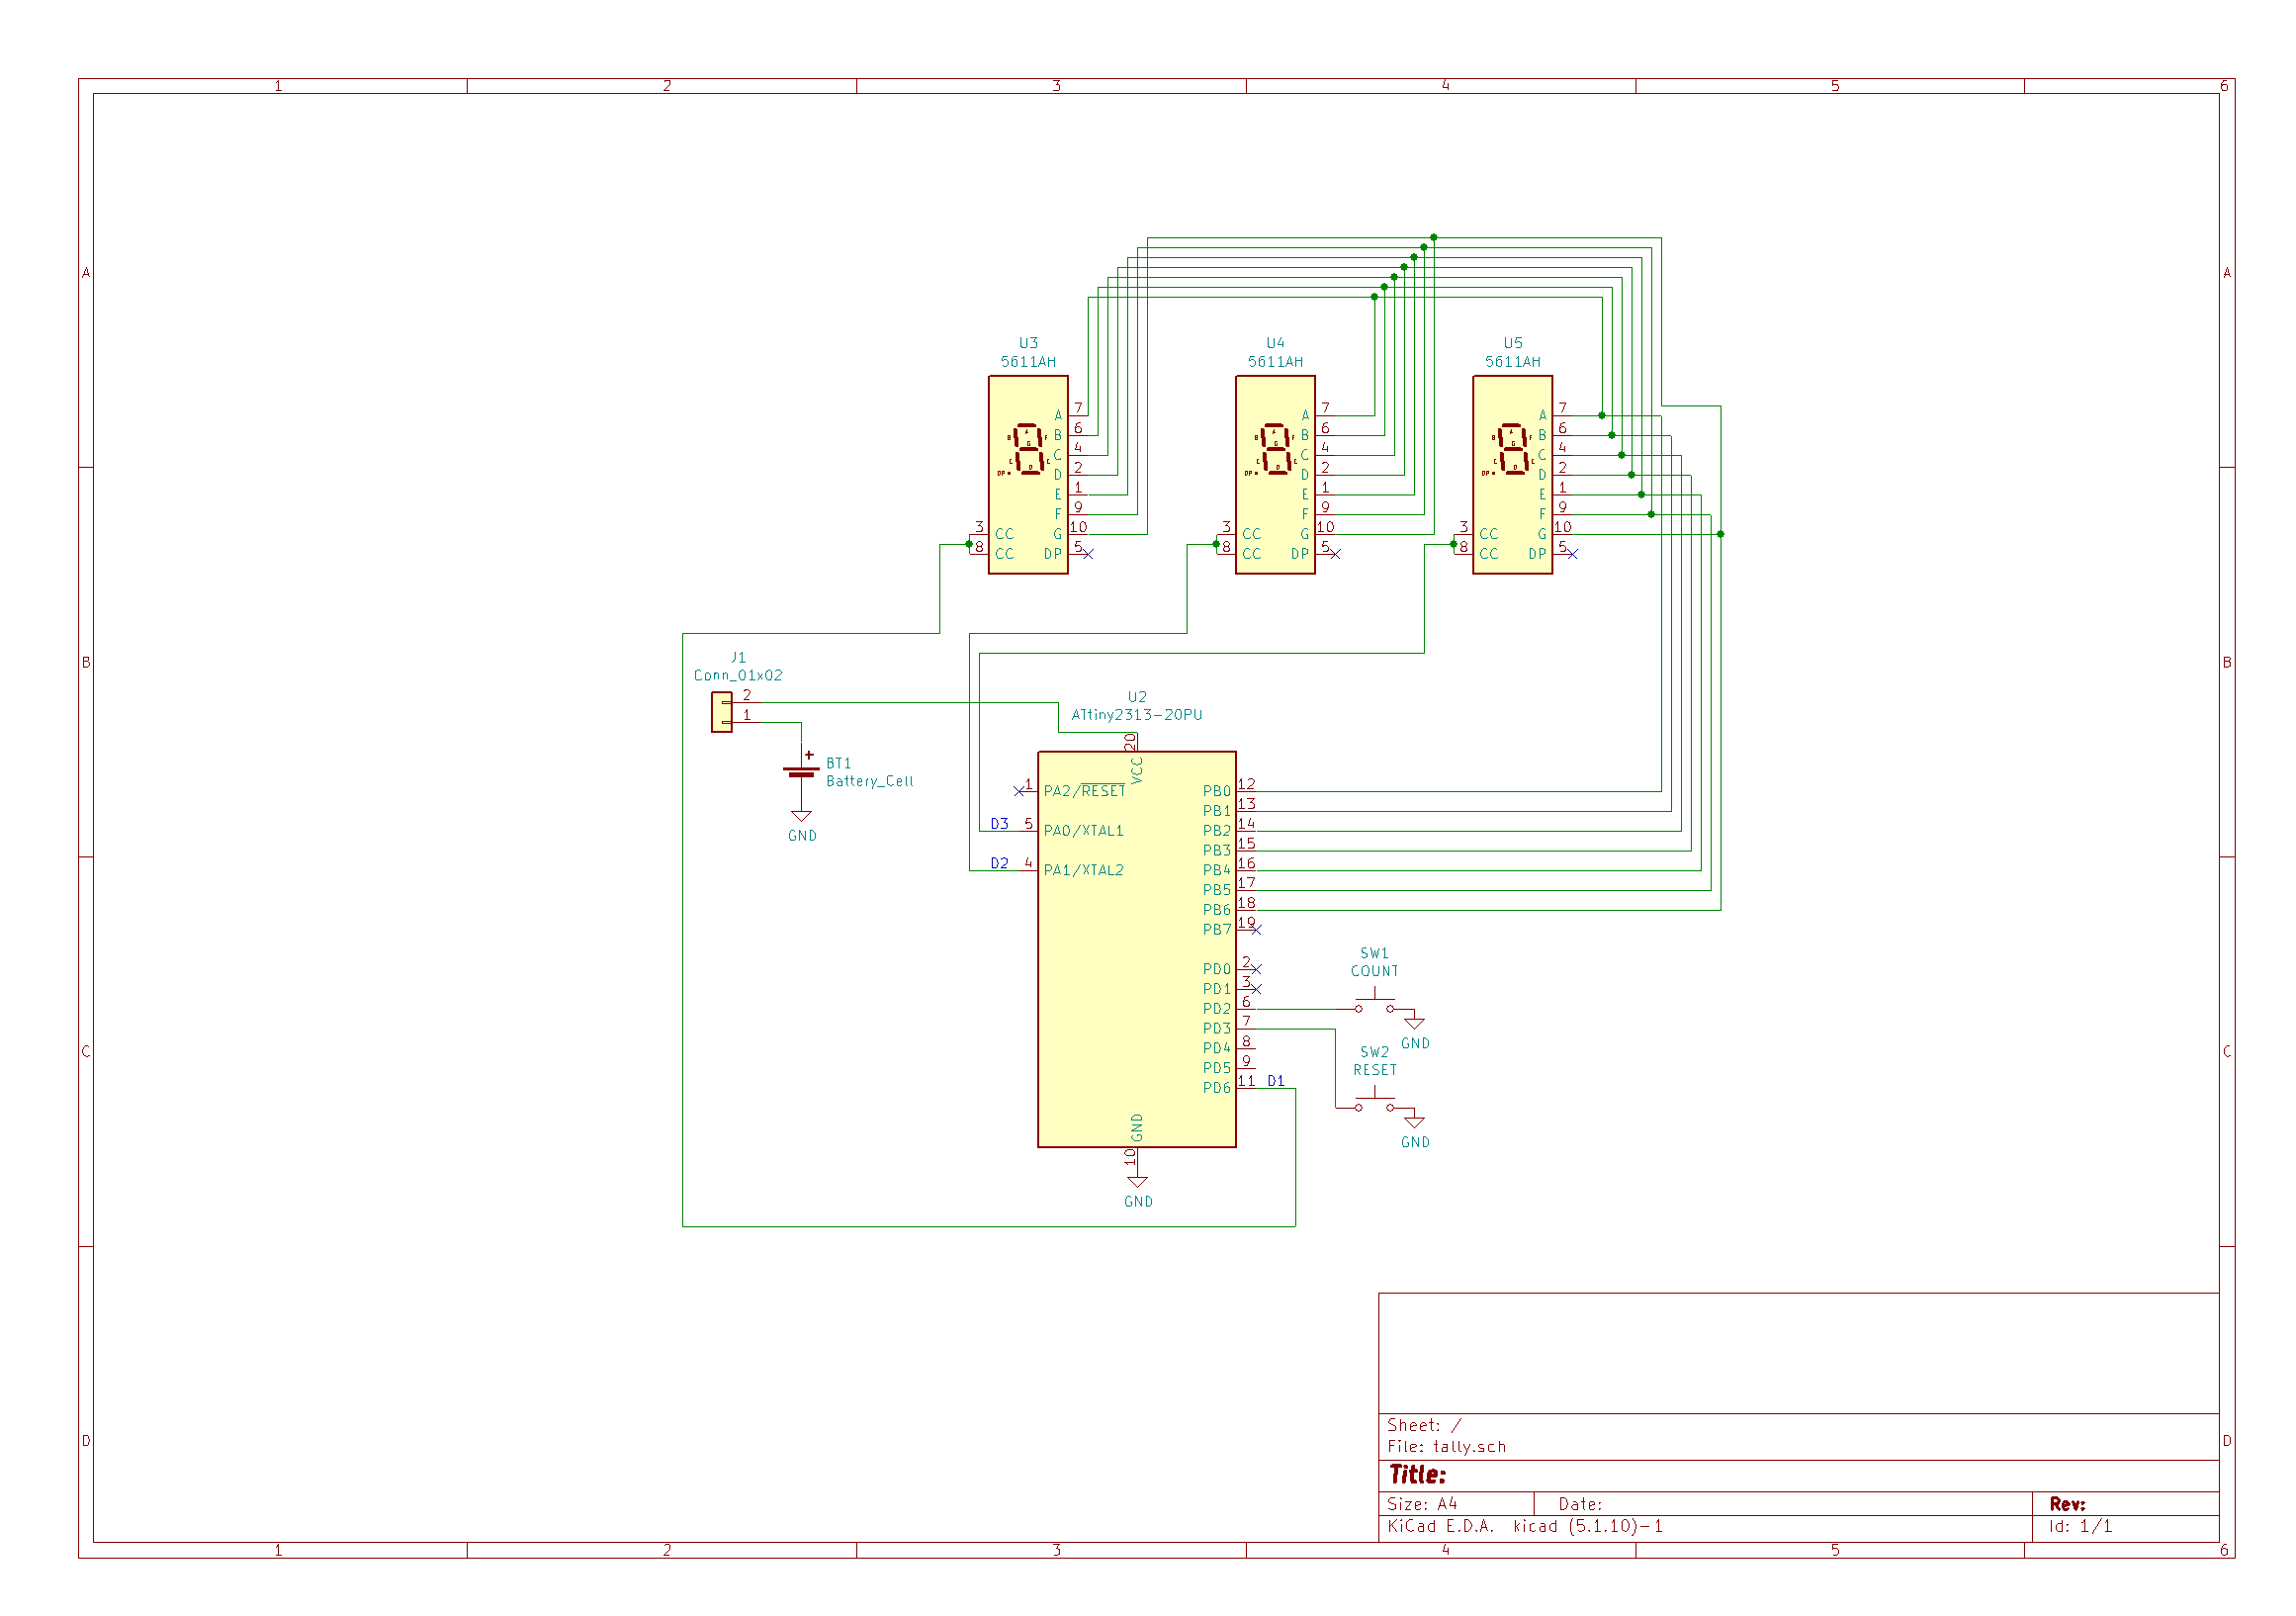 1 2 3 4 5 6
A A
U3 U4 U5
5611AH 5611AH 5611AH
A 7 A 7 A 7
B 6 B 6 B 6
C 4 C 4 C 4
D 2 D 2 D 2
E 1 E 1 E 1
F 9 F 9 F 9
3 CC G 10 3 CC G 10 3 CC G 10
8 CC DP 5 8 CC DP 5 8 CC DP 5
B B
J1
Conn_01x02
2
1
U2
ATtiny2313-20PU
20
VCC
+
BT1
Battery_Cell
GND
1 PA2/RESET PB0 12
PB1 13
D3 5 PA0/XTAL1 PB2 14
PB3 15
D2 4 PA1/XTAL2 PB4 16
PB5 17
PB6 18
PB7 19
PD0 2
PD1 3
PD2 6
PD3 7
PD4 8
PD5 9
PD6 11 D1
SW1
COUNT
GND
SW2
RESET
GND
GND
10
GND
C C
D D
Sheet: /
File: tally.sch
Title:
Size: A4 Date: Rev:
KiCad E.D.A. kicad (5.1.10)-1 Id: 1/1
1 2 3 4 5 6